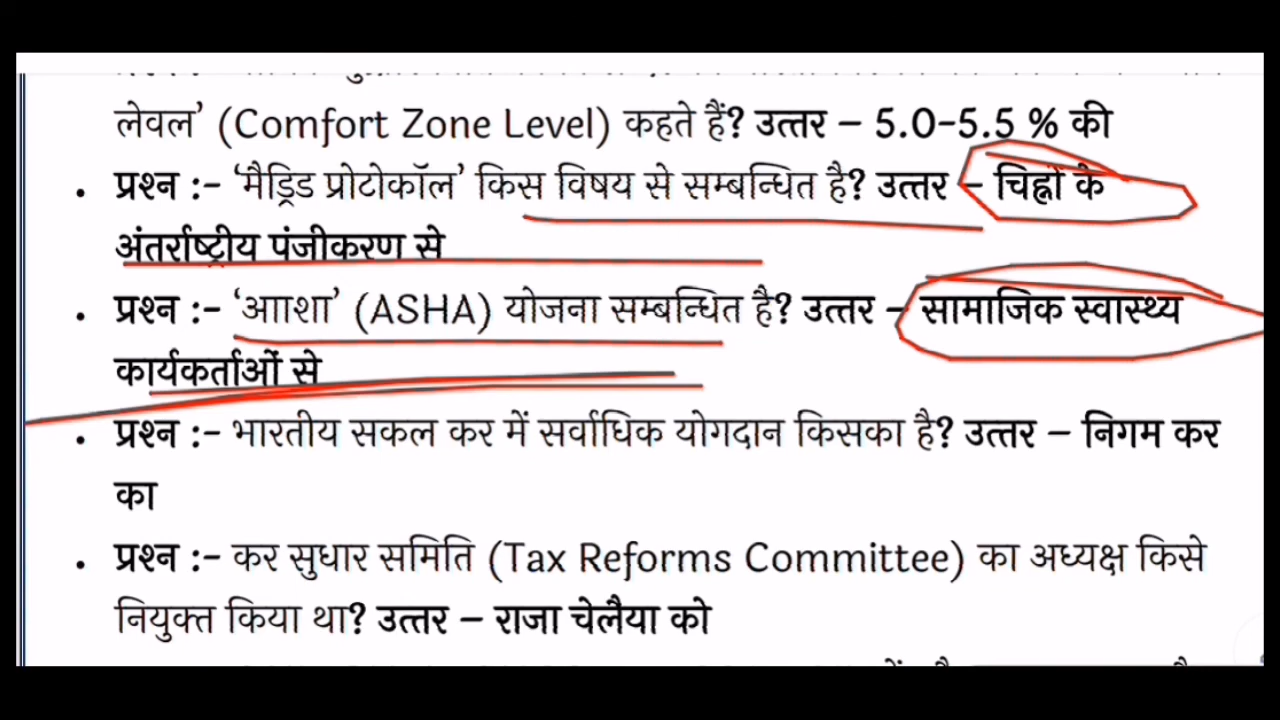 लेवल’ (Comfort Zone Level) कहते हैं? उत्तर – 5.0-5.5 % की
• प्रश्न :- ‘मैड्रिड प्रोटोकॉल’ किस विषय से सम्बन्धित है? उत्तर – चिह्नों के
अंतर्राष्ट्रीय पंजीकरण से
• प्रश्न :- ‘आाशा’ (ASHA) योजना सम्बन्धित है? उत्तर – सामाजिक स्वास्थ्य
कार्यकर्ताओं से
• प्रश्न :- भारतीय सकल कर में सर्वाधिक योगदान किसका है? उत्तर – निगम कर
का
• प्रश्न :- कर सुधार समिति (Tax Reforms Committee) का अध्यक्ष किसे
नियुक्त किया था? उत्तर – राजा चेलैया को